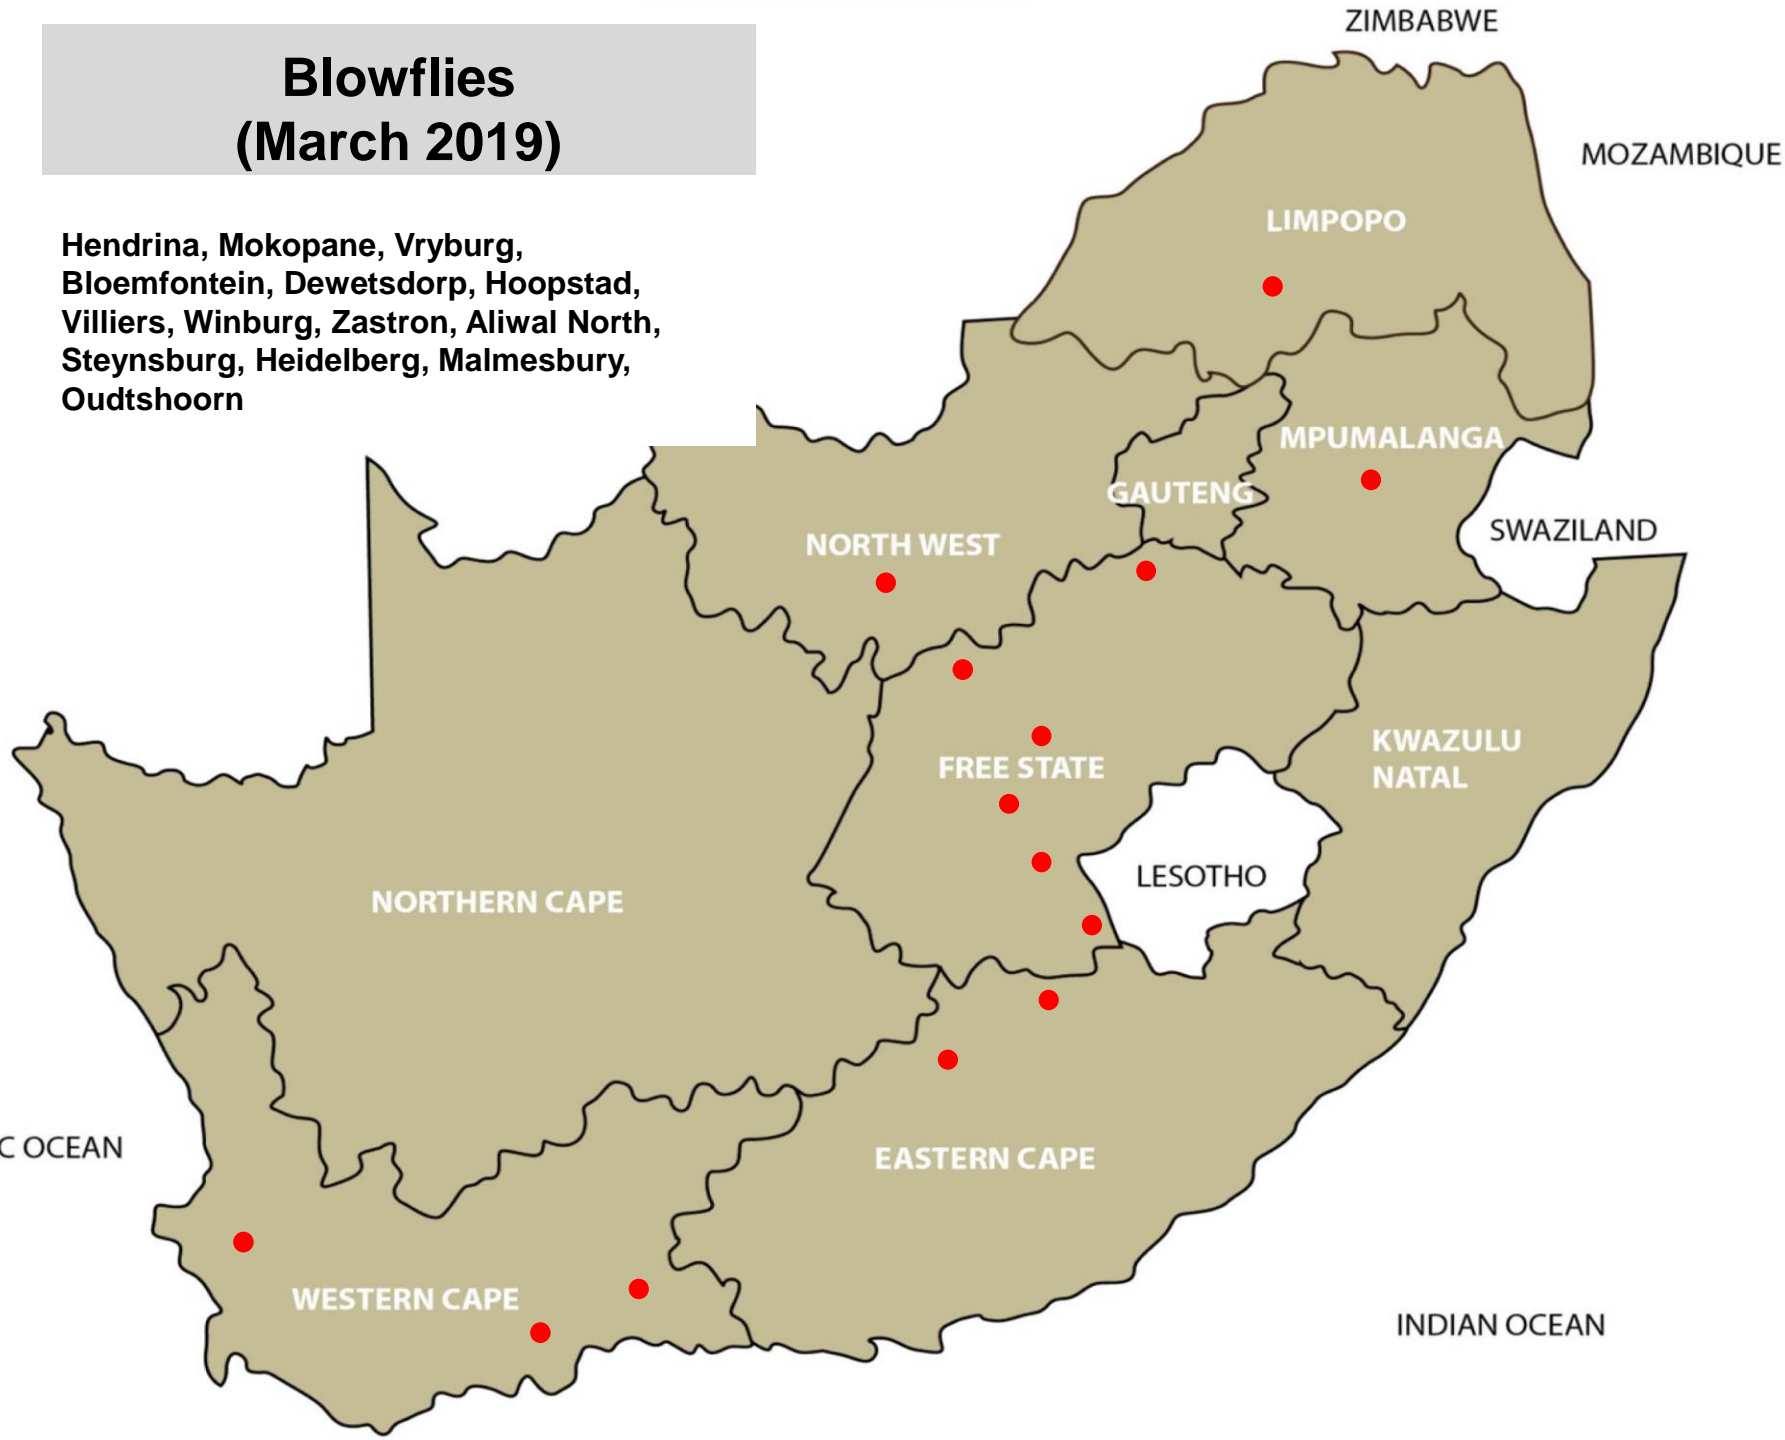 Blowflies
(March 2019)
Hendrina, Mokopane, Vryburg,
Bloemfontein, Dewetsdorp, Hoopstad,
Villiers, Winburg, Zastron, Aliwal North,
Steynsburg, Heidelberg, Malmesbury,
Oudtshoorn
ZIMBABWE
MOZAMBIQUE
LIMPOPO
MPUMALANGA
GAUTENG
SWAZILAND
NORTH WEST
KWAZULU
NATAL
FREE STATE
LESOTHO
NORTHERN CAPE
C OCEAN
EASTERN CAPE
WESTERN CAPE
INDIAN OCEAN